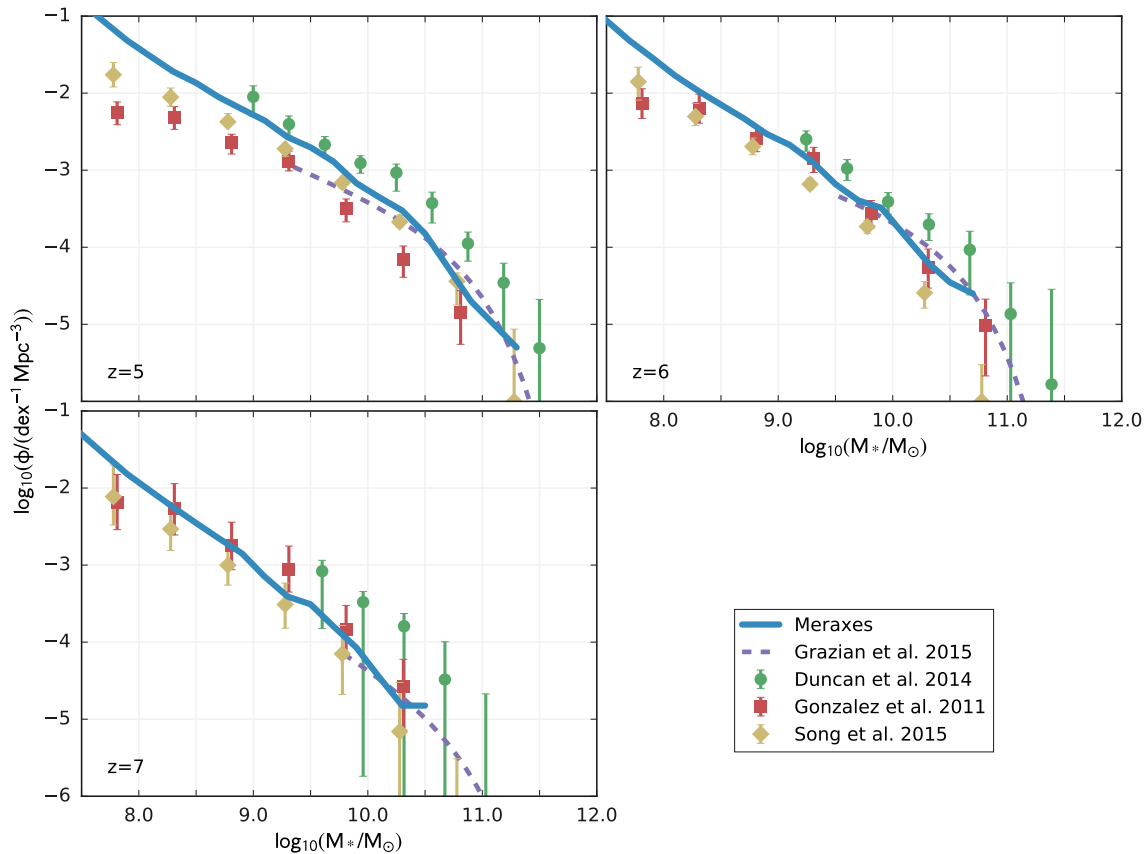 −1
−2
−3
−4
−5
z=5
z=6
8.0 9.0 10.0 11.0 12.0
log10(M*/M⊙)
log10(ϕ/(dex−1 Mpc−3))
−1
−2
−3
−4
−5
−6
z=7
8.0 9.0 10.0 11.0 12.0
log10(M*/M⊙)
Meraxes
Grazian et al. 2015
Duncan et al. 2014
Gonzalez et al. 2011
Song et al. 2015